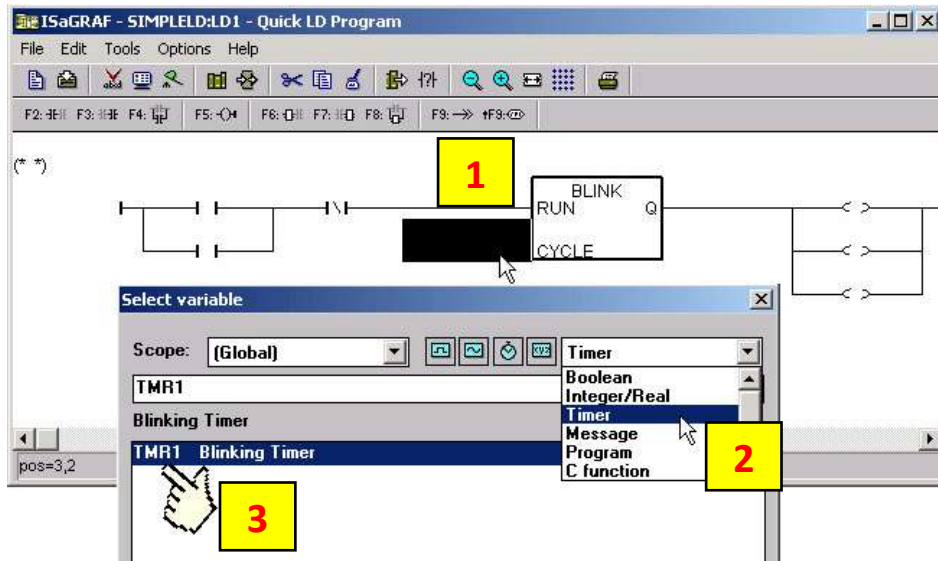 ISaGRAF - SIMPLELD:LD1 - Quick LD Program
File Edit Tools Options Help
F2: F3: F4: F5: F6: F7: F8: F9: ↑F9:
(* *)
1
BLINK
RUN Q
CYCLE
Select variable
Scope: (Global) Timer
TMR1
Boolean
Integer/Real
Blinking Timer
Timer
Message
TMR1 Blinking Timer
Program
C function
pos=3,2
2
3